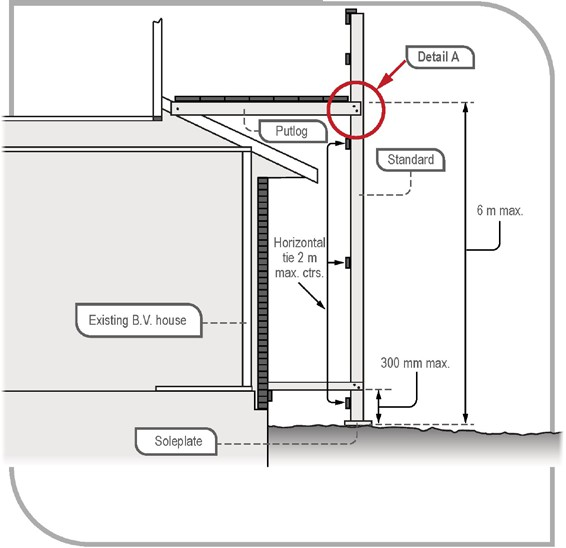 Detail A
Putlog
Standard
6 m max.
Horizontal
tie 2 m
max. ctrs.
Existing B.V. house
300 mm max.
Soleplate